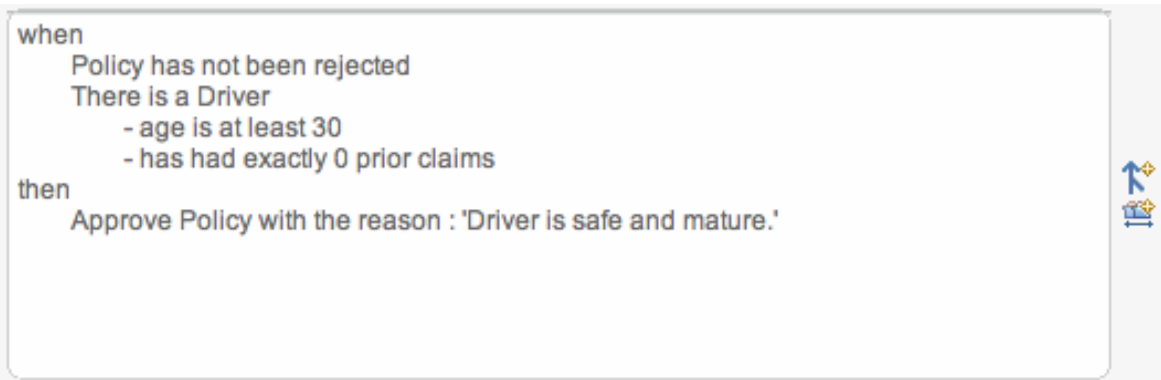 when
Policy has not been rejected
There is a Driver
- age is at least 30
- has had exactly 0 prior claims
then
Approve Policy with the reason : 'Driver is safe and mature.'